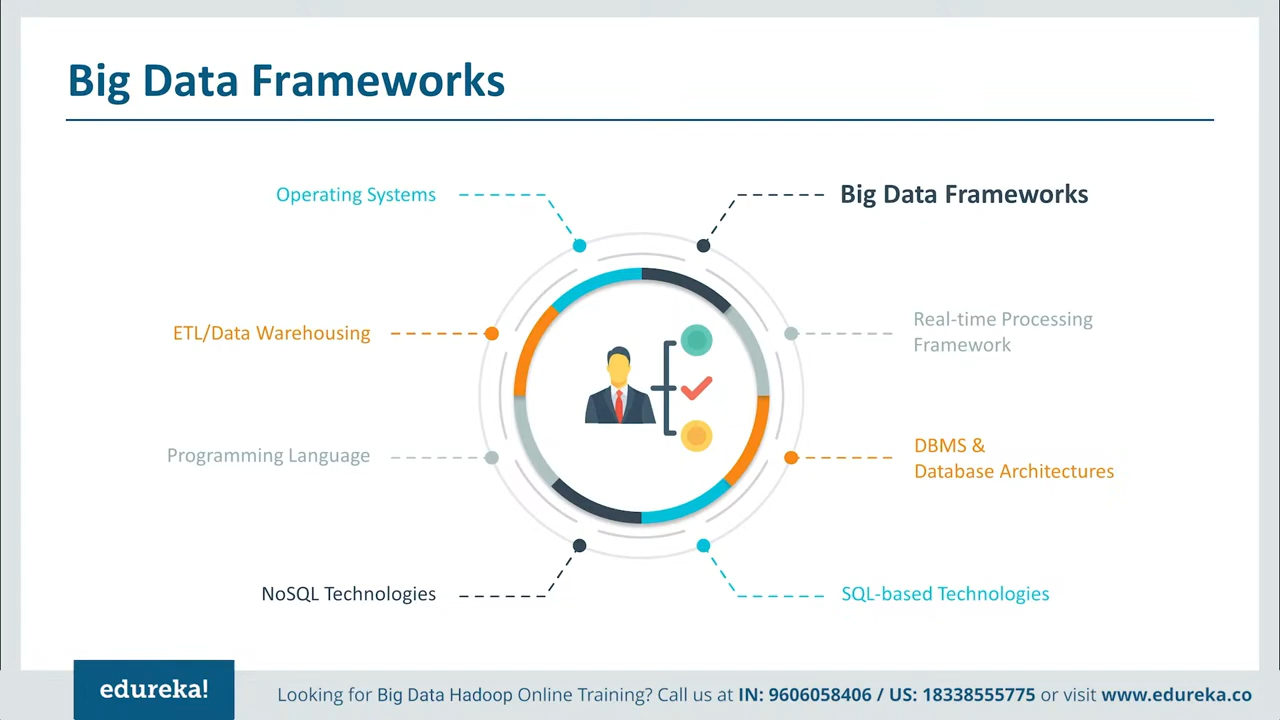 Big Data Frameworks
Operating Systems
Big Data Frameworks
ETL/Data Warehousing
Real-time Processing
Framework
Programming Language
DBMS &
Database Architectures
NoSQL Technologies
SQL-based Technologies
edureka!
Looking for Big Data Hadoop Online Training? Call us at IN: 9606058406 / US: 18338555775 or visit www.edureka.co